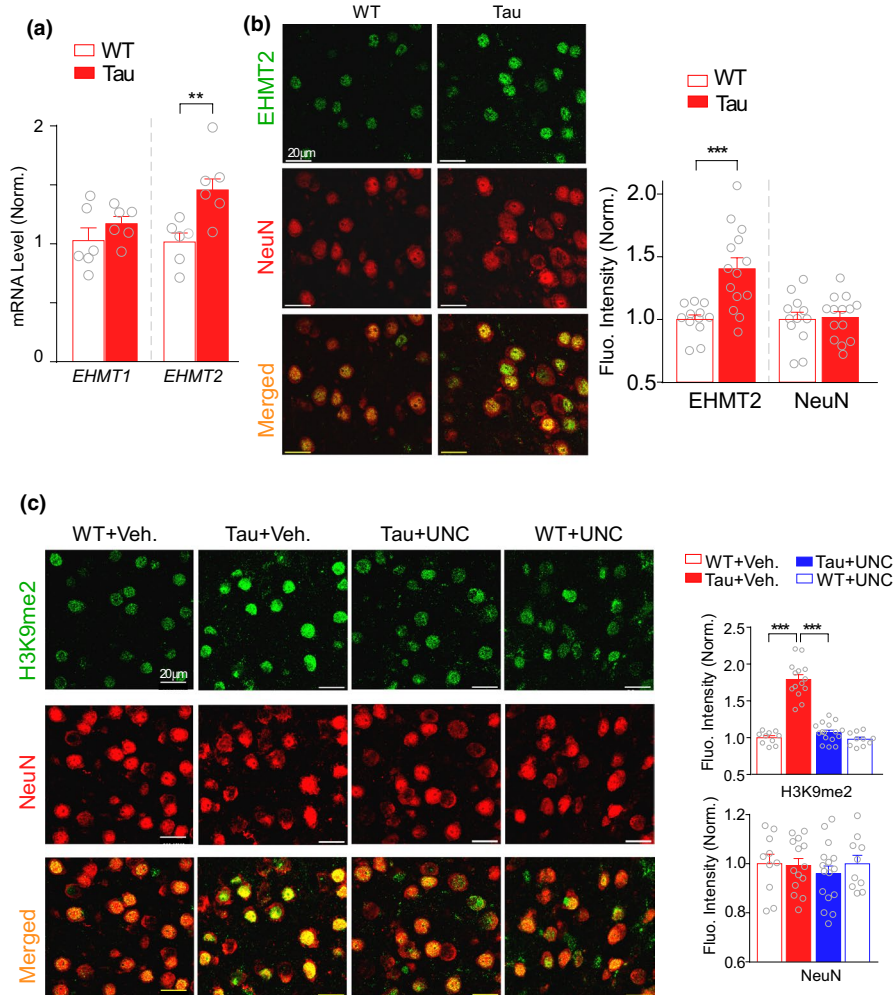 (a)
WT
Tau
**
mRNA Level (Norm.)
2
1
0
EHMT1
EHMT2
(b)
WT
Tau
EHMT2
20μm
NeuN
Merged
WT
Tau
***
Fluo. Intensity (Norm.)
2.0
1.5
1.0
0.5
EHMT2
NeuN
(c)
WT+Veh.
Tau+Veh.
Tau+UNC
WT+UNC
H3K9me2
20μm
NeuN
Merged
WT+Veh.
Tau+UNC
Tau+Veh.
WT+UNC
***
***
Fluo. Intensity (Norm.)
2.5
2.0
1.5
1.0
0.5
H3K9me2
Fluo. Intensity (Norm.)
1.2
1.0
0.8
0.6
NeuN